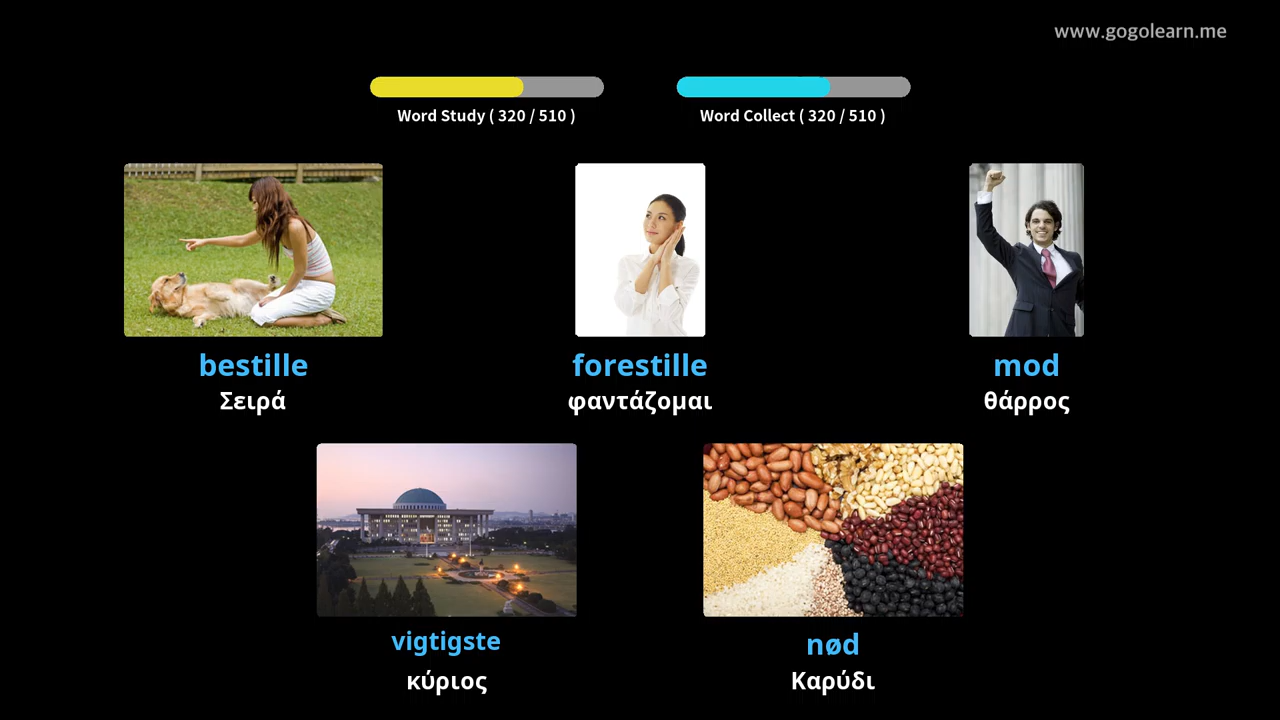 www.gogolearn.me
Word Study ( 320 / 510 )
Word Collect ( 320 / 510 )
bestille
Σειρά
forestille
φαντάζομαι
mod
θάρρος
vigtigste
κύριος
nød
Καρύδι